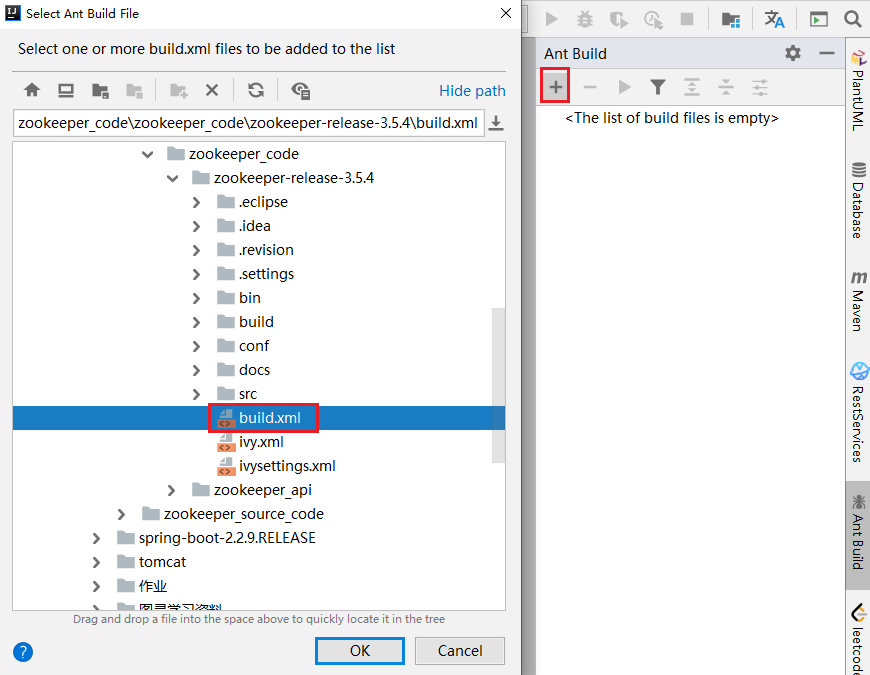 Select Ant Build File
Select one or more build.xml files to be added to the list
Hide path
zookeeper_code\zookeeper_code\zookeeper-release-3.5.4\build.xml
zookeeper_code
zookeeper-release-3.5.4
.eclipse
.idea
.revision
.settings
bin
build
conf
docs
src
build.xml
ivy.xml
ivysettings.xml
zookeeper_api
zookeeper_source_code
spring-boot-2.2.9.RELEASE
tomcat
作业
Drag and drop a file into the space above to quickly locate it in the tree
?
OK
Cancel
Ant Build
<The list of build files is empty>
PlantUML
Database
m
Maven
RestServices
Ant Build
leetcode